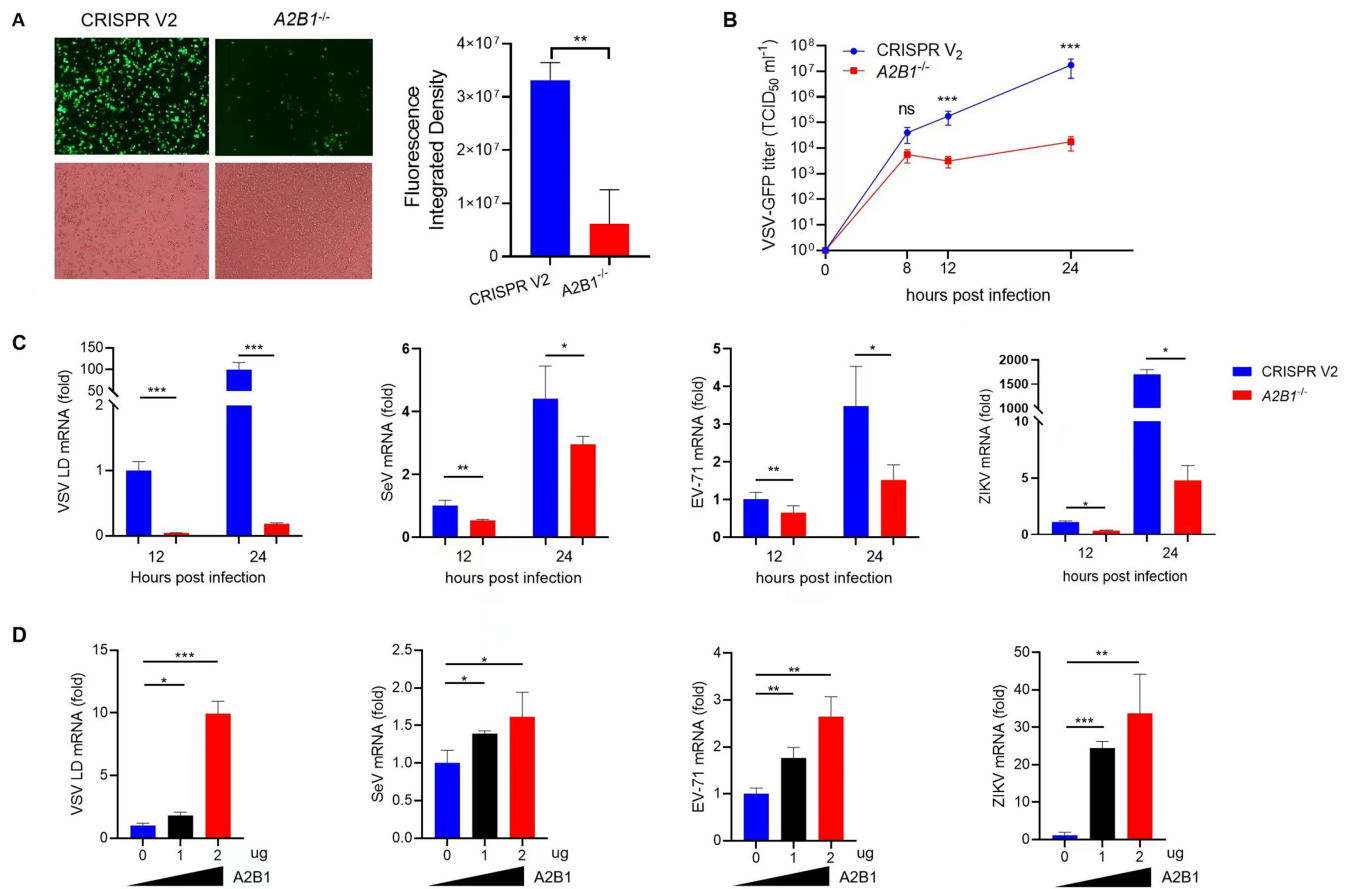 A
CRISPR V2
A2B1-/-
Fluorescence
Integrated Density
4×10⁷
3×10⁷
2×10⁷
1×10⁷
0
**
CRISPR V2
A2B1-/-
B
VSV-GFP titer (TCID₅₀ ml⁻¹)
10⁸
10⁷
10⁶
10⁵
10⁴
10³
10²
10¹
10⁰
CRISPR V₂
A2B1-/-
ns
***
***
0 8 12 24
hours post infection
C
VSV LD mRNA (fold)
150
100
50
2
1
0
***
***
12 24
Hours post infection
SeV mRNA (fold)
6
4
2
0
**
*
12 24
hours post infection
EV-71 mRNA (fold)
5
4
3
2
1
0
**
*
12 24
hours post infection
ZIKV mRNA (fold)
2000
1500
1000
10
5
0
*
*
12 24
hours post infection
CRISPR V2
A2B1-/-
D
VSV LD mRNA (fold)
15
10
5
0
***
*
0 1 2 ug
A2B1
SeV mRNA (fold)
2.5
2.0
1.5
1.0
0.5
0.0
*
*
0 1 2 ug
A2B1
EV-71 mRNA (fold)
4
3
2
1
0
**
**
0 1 2 ug
A2B1
ZIKV mRNA (fold)
50
40
30
20
10
0
**
***
0 1 2 ug
A2B1